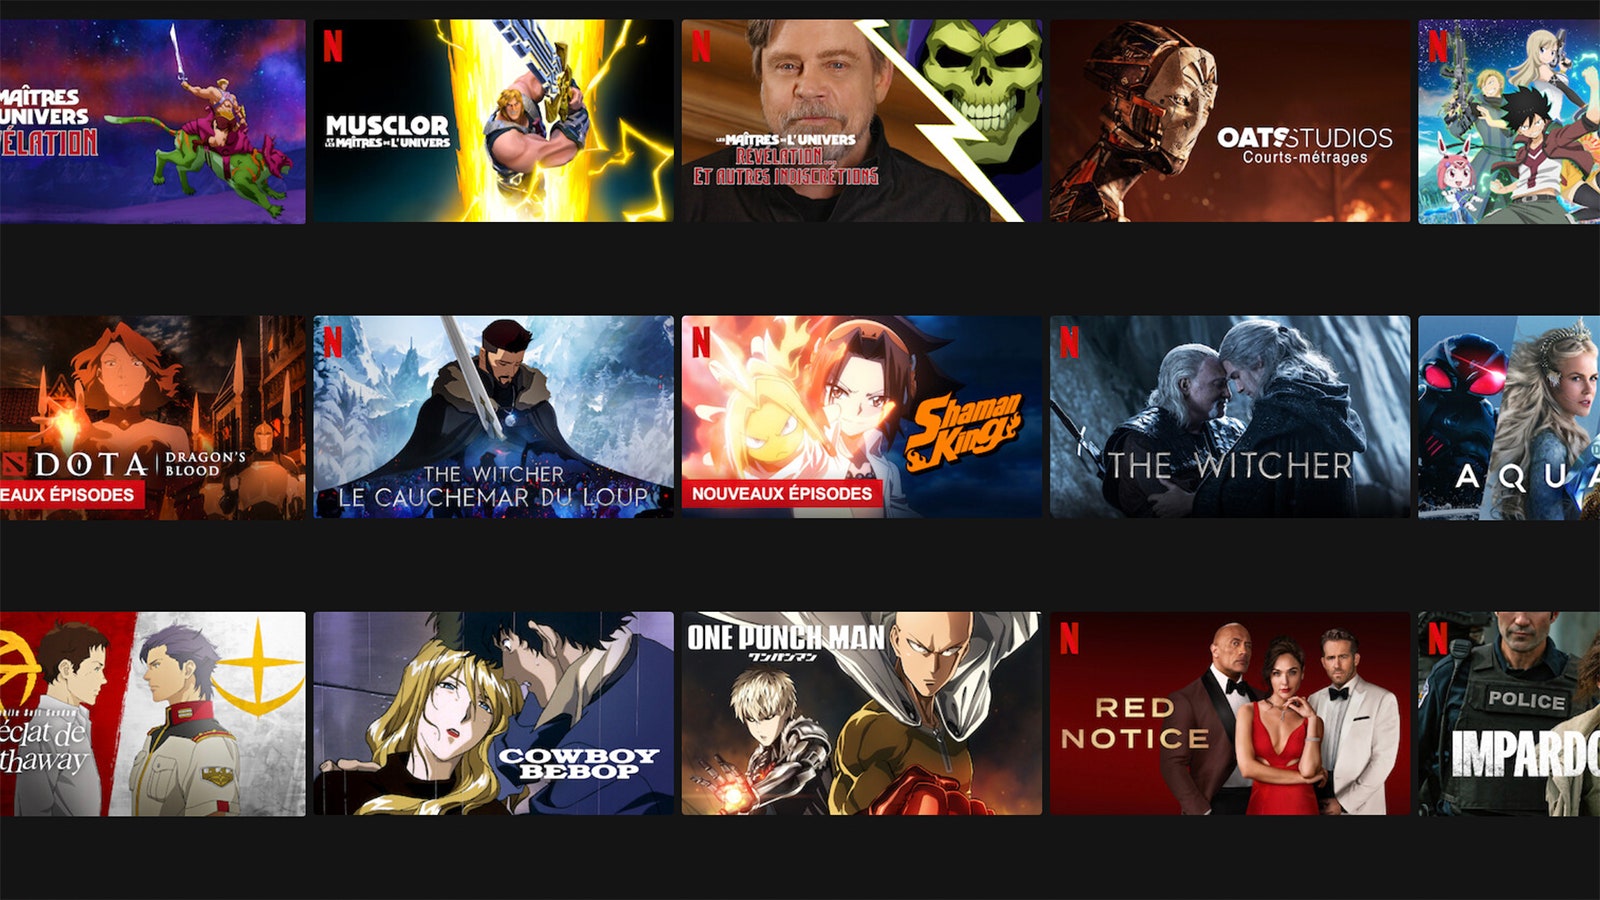 MAÎTRES
UNIVERS
ÉLATION
N
MUSCLOR
ET LES MAÎTRES DE L'UNIVERS
N
LES MAÎTRES DE L'UNIVERS
RÉVÉLATION...
ET AUTRES INDISCRÉTIONS
OATS STUDIOS
Courts-métrages
N
DOTA
DRAGON'S
BLOOD
EAUX ÉPISODES
N
THE WITCHER
LE CAUCHEMAR DU LOUP
N
Shaman
King
NOUVEAUX ÉPISODES
N
THE WITCHER
AQUA
Suit Gundam
éclat de
thaway
COWBOY
BEBOP
ONE PUNCH MAN
ワンパンマン
N
RED
NOTICE
N
POLICE
IMPARDO